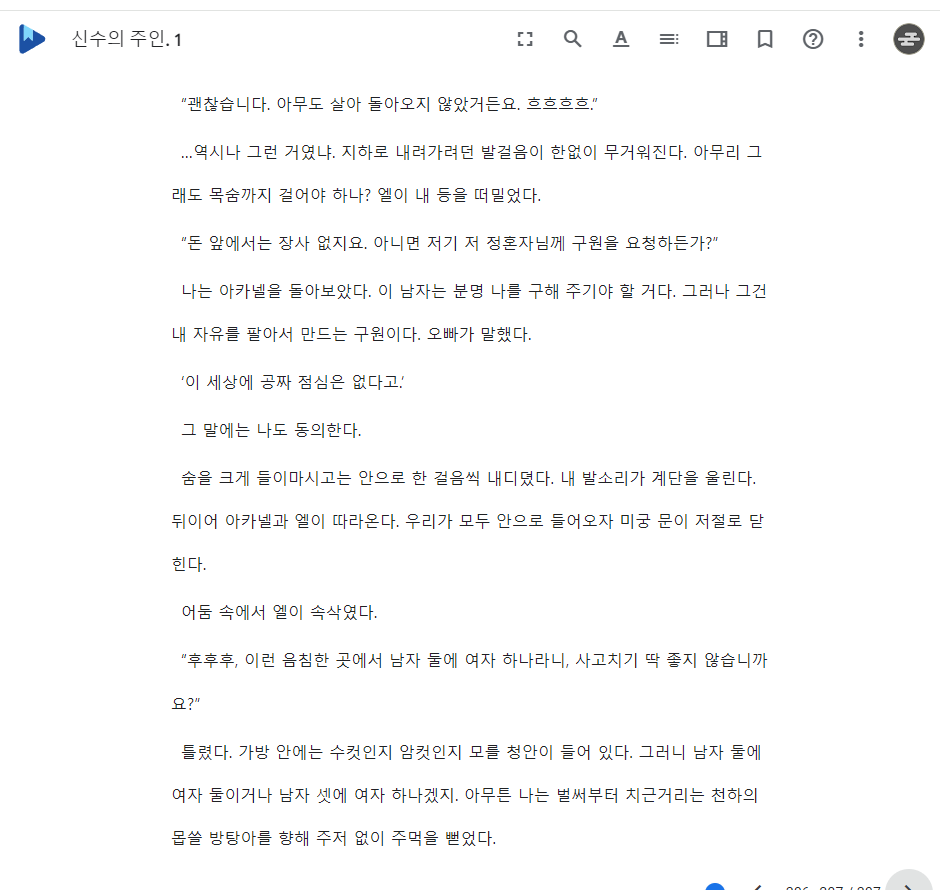 신수의 주인. 1
"괜찮습니다. 아무도 살아 돌아오지 않았거든요. 흐흐흐흐."
...역시나 그런 거였냐. 지하로 내려가려던 발걸음이 한없이 무거워진다. 아무리 그
래도 목숨까지 걸어야 하나? 엘이 내 등을 떠밀었다.
"돈 앞에서는 장사 없지요. 아니면 저기 저 정혼자님께 구원을 요청하든가?"
나는 아카넬을 돌아보았다. 이 남자는 분명 나를 구해 주기야 할 거다. 그러나 그건
내 자유를 팔아서 만드는 구원이다. 오빠가 말했다.
'이 세상에 공짜 점심은 없다고.'
그 말에는 나도 동의한다.
숨을 크게 들이마시고는 안으로 한 걸음씩 내디뎠다. 내 발소리가 계단을 울린다.
뒤이어 아카넬과 엘이 따라온다. 우리가 모두 안으로 들어오자 미궁 문이 저절로 닫
힌다.
어둠 속에서 엘이 속삭였다.
"후후후, 이런 음침한 곳에서 남자 둘에 여자 하나라니, 사고치기 딱 좋지 않습니까
요?"
틀렸다. 가방 안에는 수컷인지 암컷인지 모를 청안이 들어 있다. 그러니 남자 둘에
여자 둘이거나 남자 셋에 여자 하나겠지. 아무튼 나는 벌써부터 치근거리는 천하의
몹쓸 방탕아를 향해 주저 없이 주먹을 뻗었다.